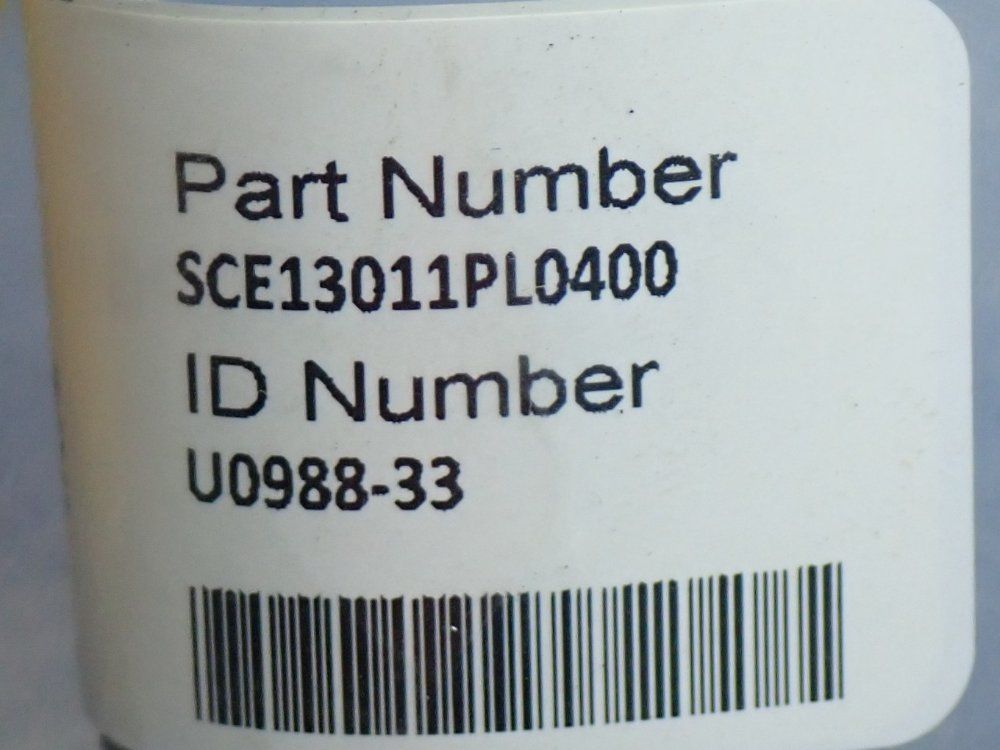 Part Number
SCE13011PL0400
ID Number
U0988-33